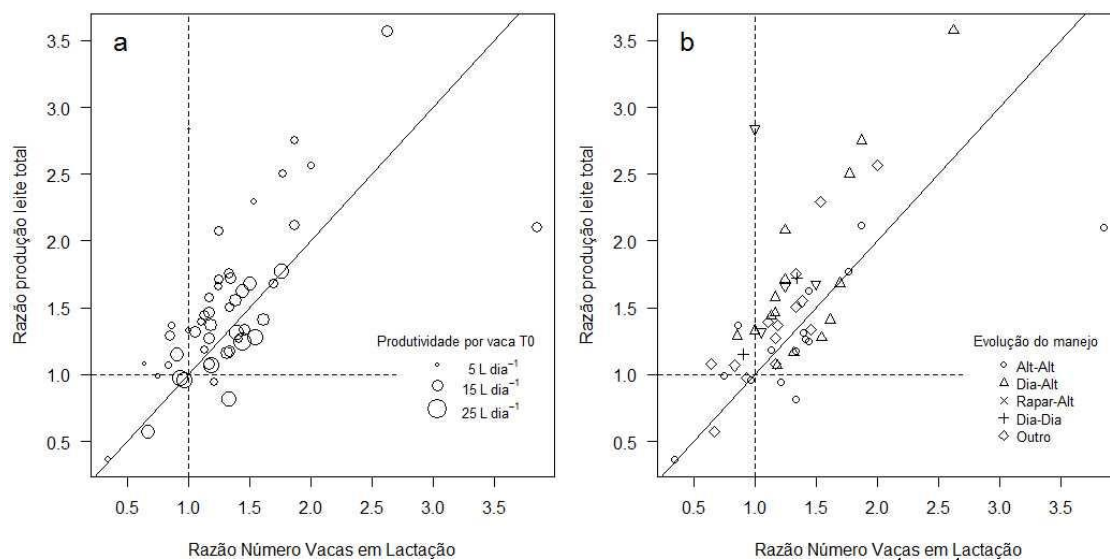 a
3.5
3.0
2.5
2.0
1.5
1.0
0.5
Razão produção leite total
Produtividade por vaca T0
5 L dia⁻¹
15 L dia⁻¹
25 L dia⁻¹
0.5 1.0 1.5 2.0 2.5 3.0 3.5
Razão Número Vacas em Lactação
b
3.5
3.0
2.5
2.0
1.5
1.0
0.5
Razão produção leite total
Evolução do manejo
Alt-Alt
Dia-Alt
Rapar-Alt
Dia-Dia
Outro
0.5 1.0 1.5 2.0 2.5 3.0 3.5
Razão Número Vacas em Lactação